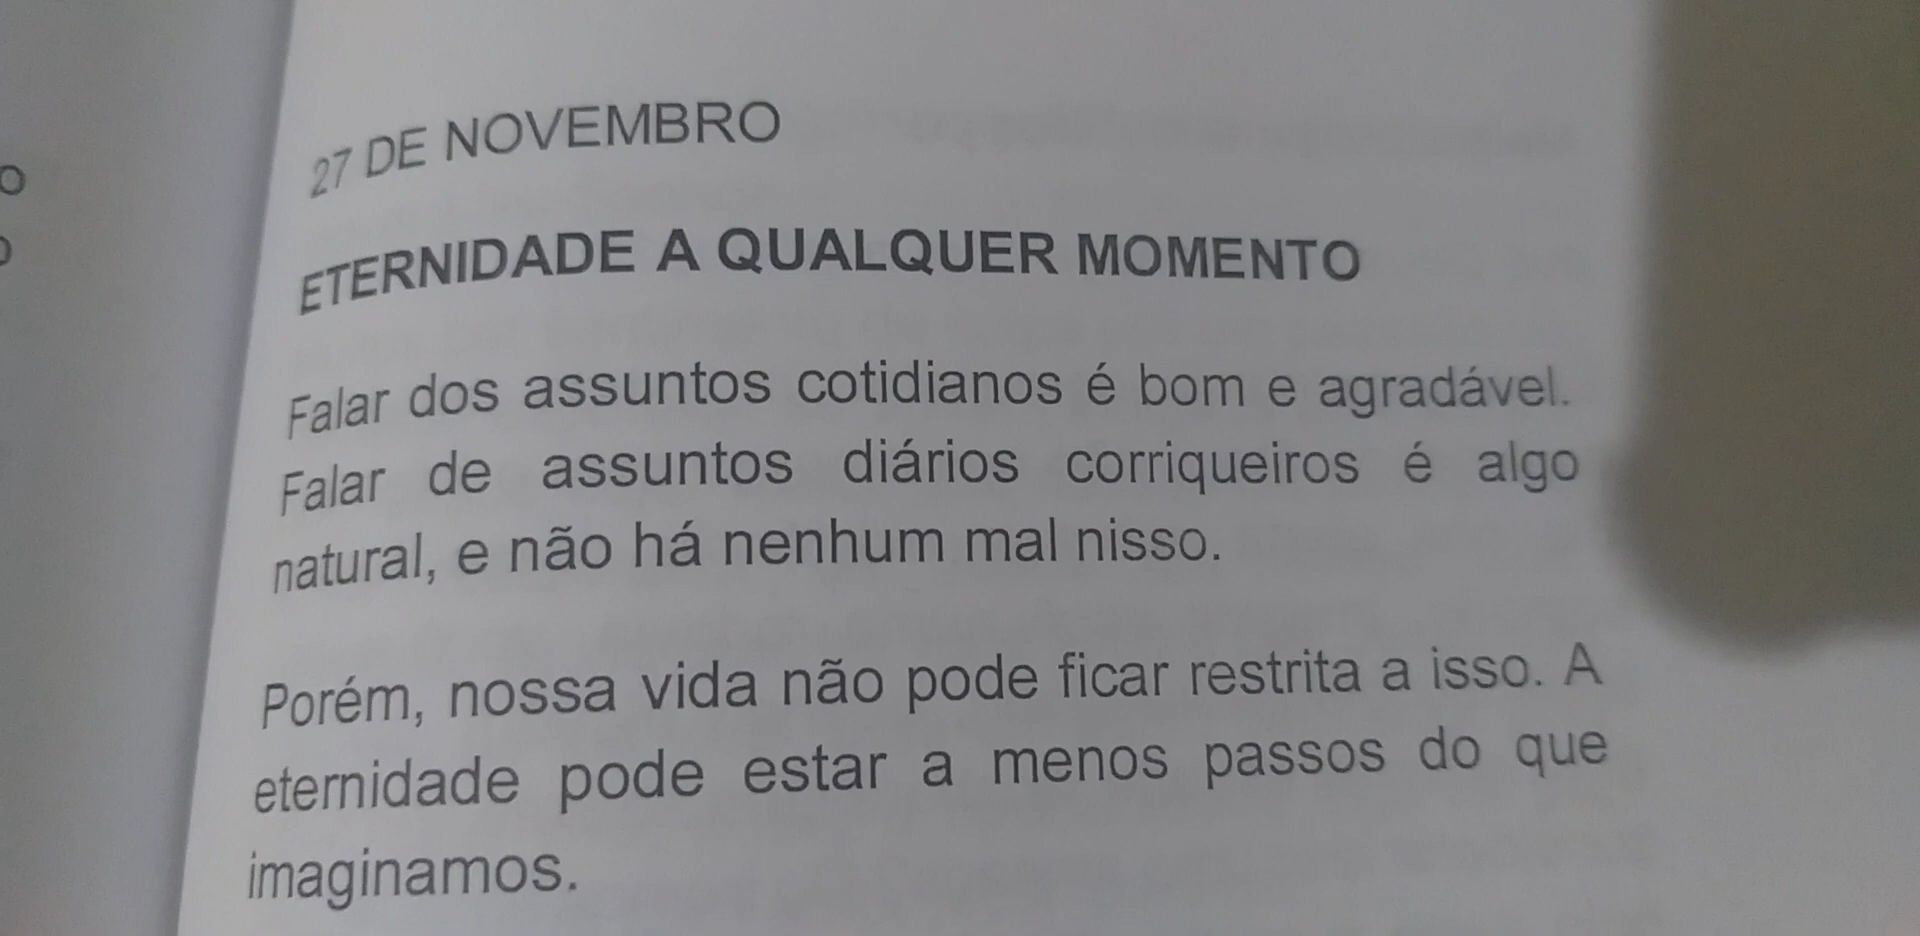 27 DE NOVEMBRO
ETERNIDADE A QUALQUER MOMENTO
Falar dos assuntos cotidianos é bom e agradável.
Falar de assuntos diários corriqueiros é algo
natural, e não há nenhum mal nisso.
Porém, nossa vida não pode ficar restrita a isso. A
eternidade pode estar a menos passos do que
imaginamos.